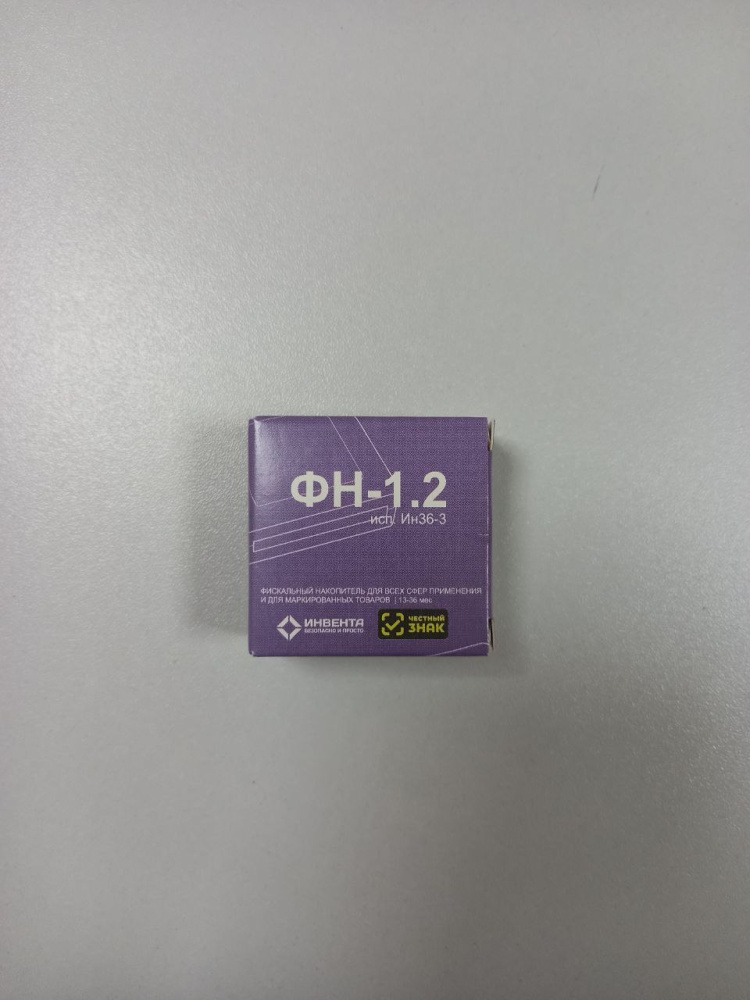 ФН-1.2
исп. Ин36-3
ФИСКАЛЬНЫЙ НАКОПИТЕЛЬ ДЛЯ ВСЕХ СФЕР ПРИМЕНЕНИЯ
И ДЛЯ МАРКИРОВАННЫХ ТОВАРОВ | 13-36 мес
ИНВЕНТА
БЕЗОПАСНО И ПРОСТО
ЧЕСТНЫЙ
ЗНАК